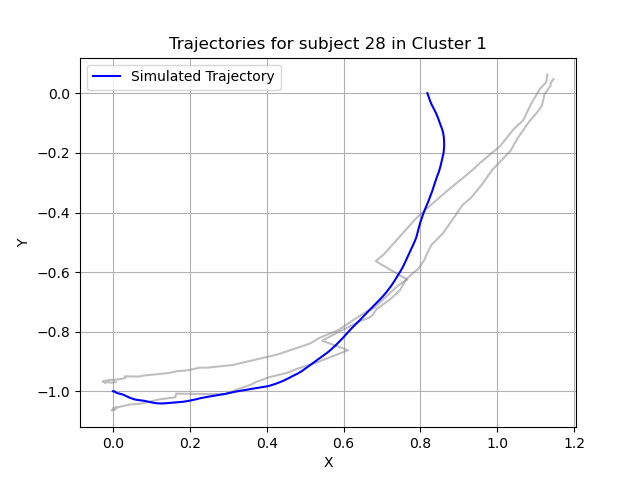 Trajectories for subject 28 in Cluster 1
Simulated Trajectory
0.0
−0.2
−0.4
−0.6
−0.8
−1.0
Y
0.0 0.2 0.4 0.6 0.8 1.0 1.2
X